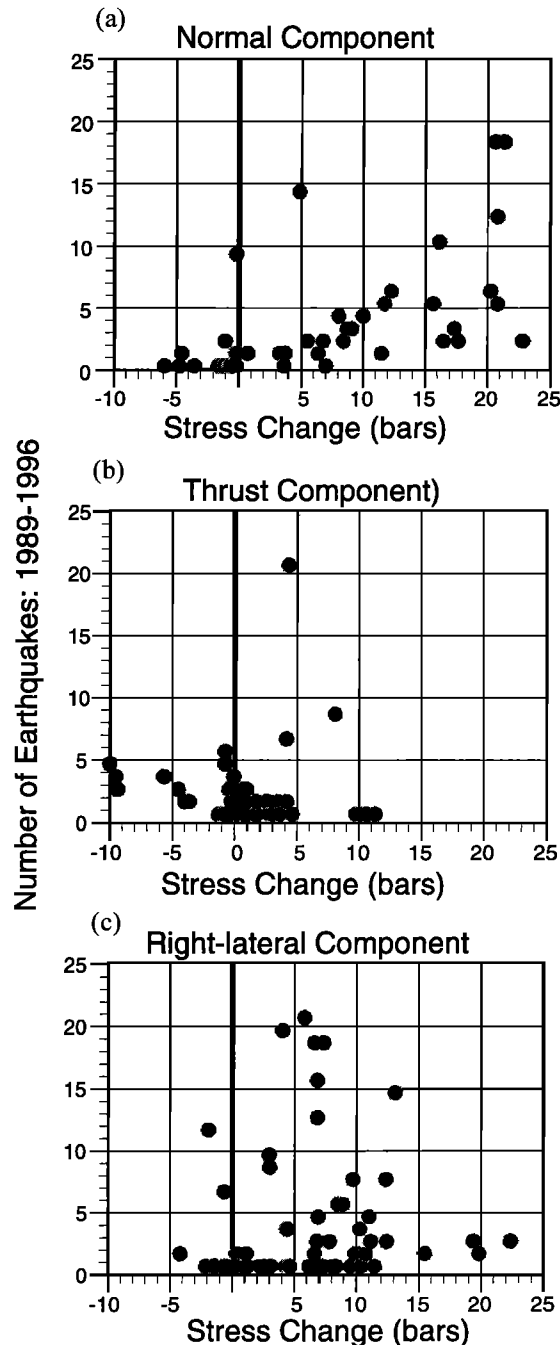 (a)
Normal Component
25
20
15
10
5
0
-10 -5 0 5 10 15 20 25
Stress Change (bars)
(b)
Thrust Component)
25
20
15
10
5
0
-10 -5 0 5 10 15 20 25
Stress Change (bars)
Number of Earthquakes: 1989-1996
(c)
Right-lateral Component
25
20
15
10
5
0
-10 -5 0 5 10 15 20 25
Stress Change (bars)